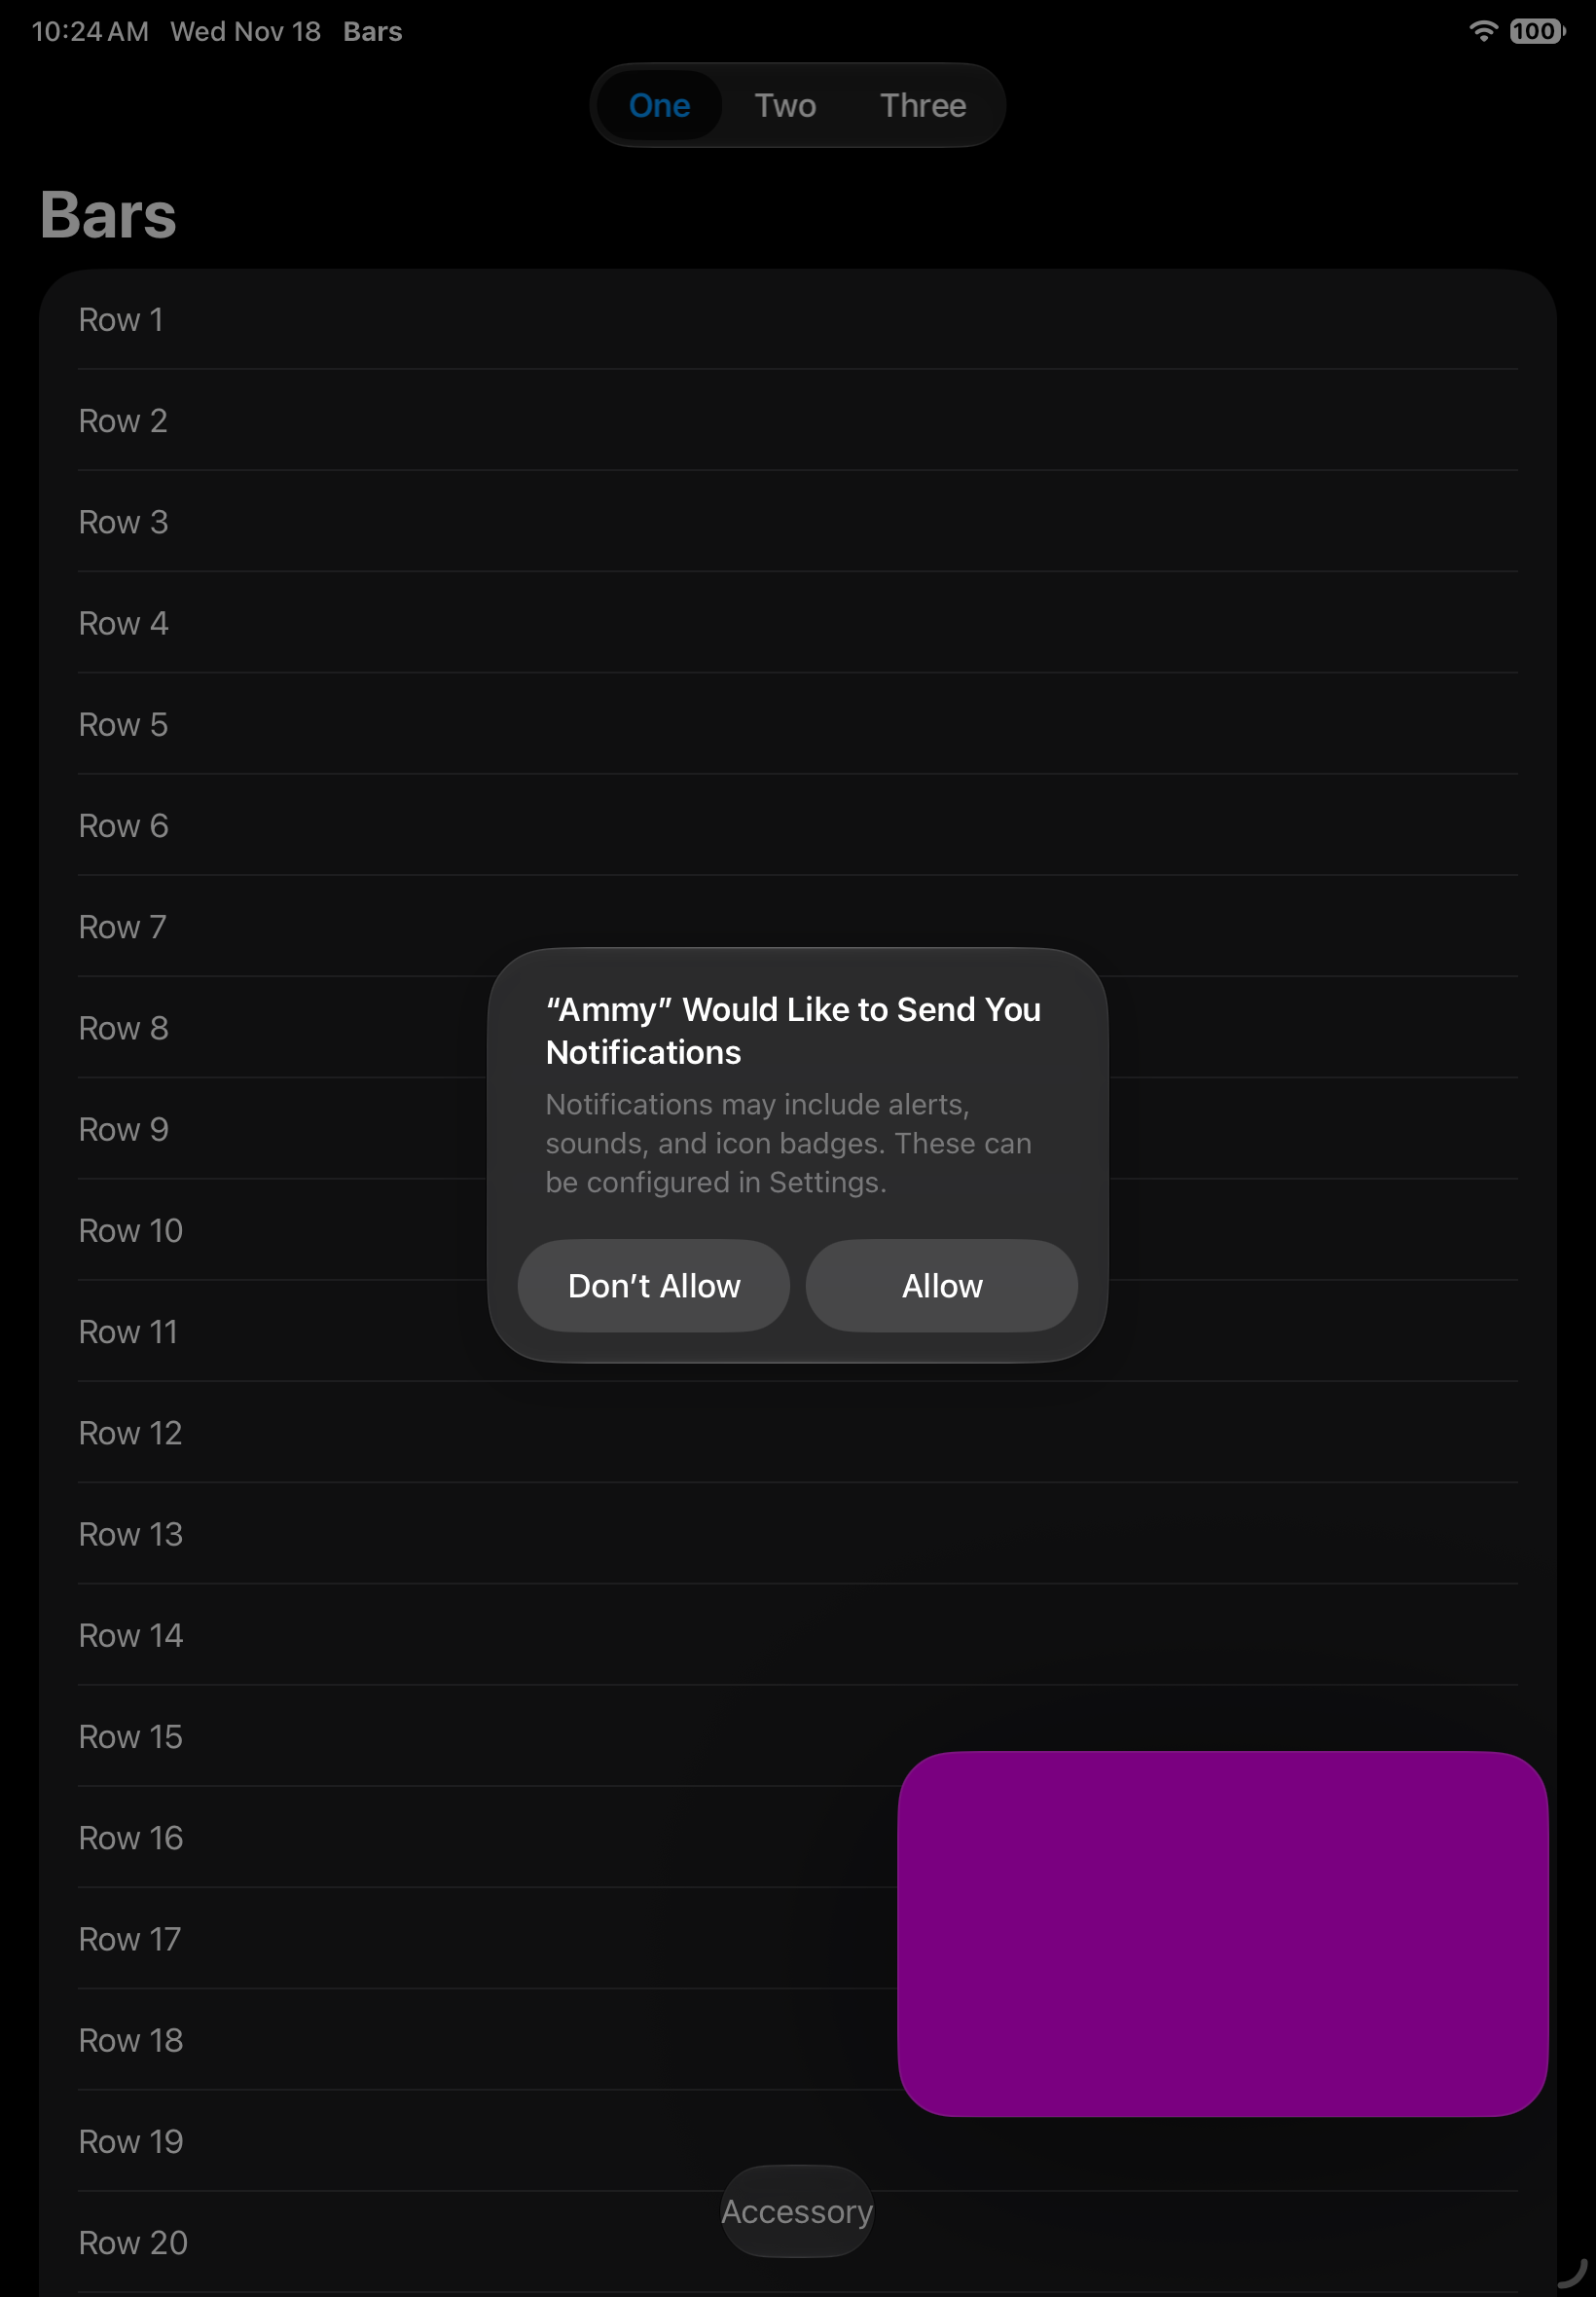 10:24 AM Wed Nov 18 Bars 100
One Two Three
Bars
Row 1
Row 2
Row 3
Row 4
Row 5
Row 6
Row 7
Row 8
Row 9
Row 10
Row 11
Row 12
Row 13
Row 14
Row 15
Row 16
Row 17
Row 18
Row 19
Row 20
“Ammy” Would Like to Send You
Notifications
Notifications may include alerts,
sounds, and icon badges. These can
be configured in Settings.
Don’t Allow Allow
Accessory